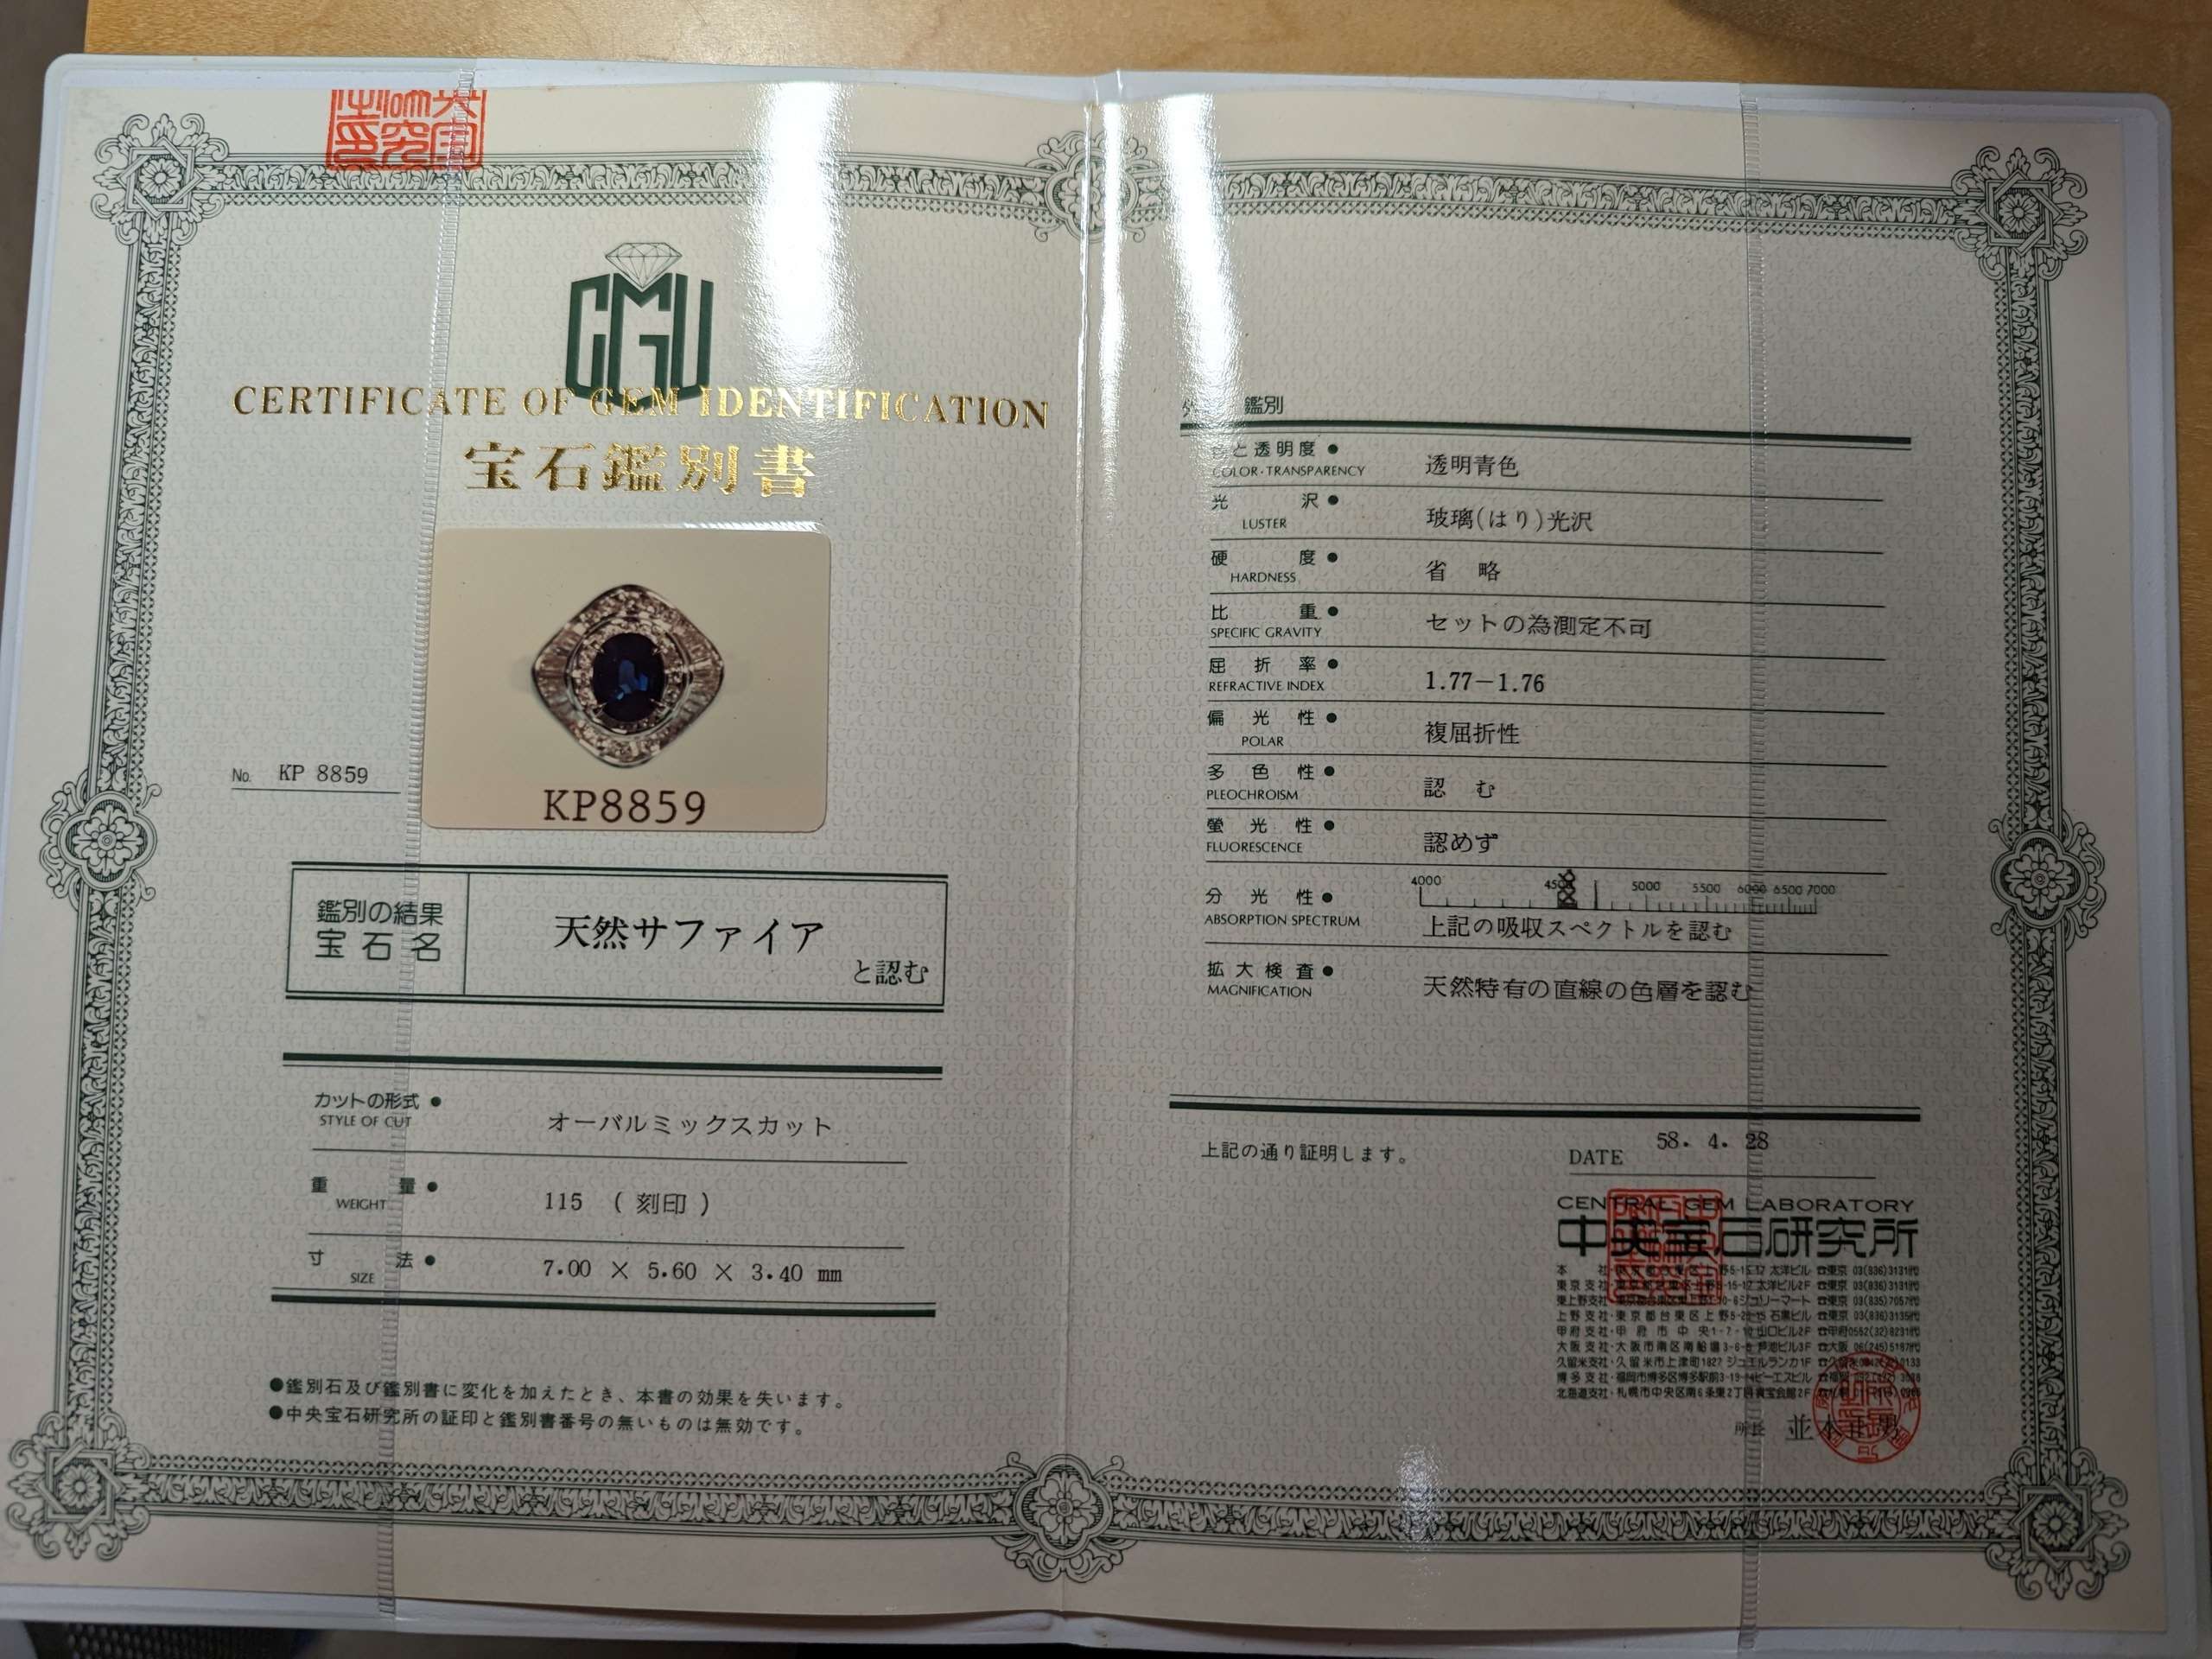 CGL
CERTIFICATE OF GEM IDENTIFICATION
宝石鑑別書
No. KP 8859
KP8859
鑑別の結果
宝石名
天然サファイア
と認む
カットの形式●
STYLE OF CUT
オーバルミックスカット
重量●
WEIGHT
115 (刻印)
寸法●
SIZE
7.00 × 5.60 × 3.40 mm
●鑑別石及び鑑別書に変化を加えたとき、本書の効果を失います。
●中央宝石研究所の証印と鑑別書番号の無いものは無効です。
鑑別
と透明度●
COLOR・TRANSPARENCY
透明青色
光沢●
LUSTER
玻璃(はり)光沢
硬度●
HARDNESS
省略
比重●
SPECIFIC GRAVITY
セットの為測定不可
屈折率●
REFRACTIVE INDEX
1.77−1.76
偏光性●
POLAR
複屈折性
多色性●
PLEOCHROISM
認む
螢光性●
FLUORESCENCE
認めず
分光性●
ABSORPTION SPECTRUM
4000 4500 5000 5500 6000 6500 7000
上記の吸収スペクトルを認む
拡大検査●
MAGNIFICATION
天然特有の直線の色層を認む
上記の通り証明します。
DATE 58. 4. 28
CENTRAL GEM LABORATORY
中央宝石研究所